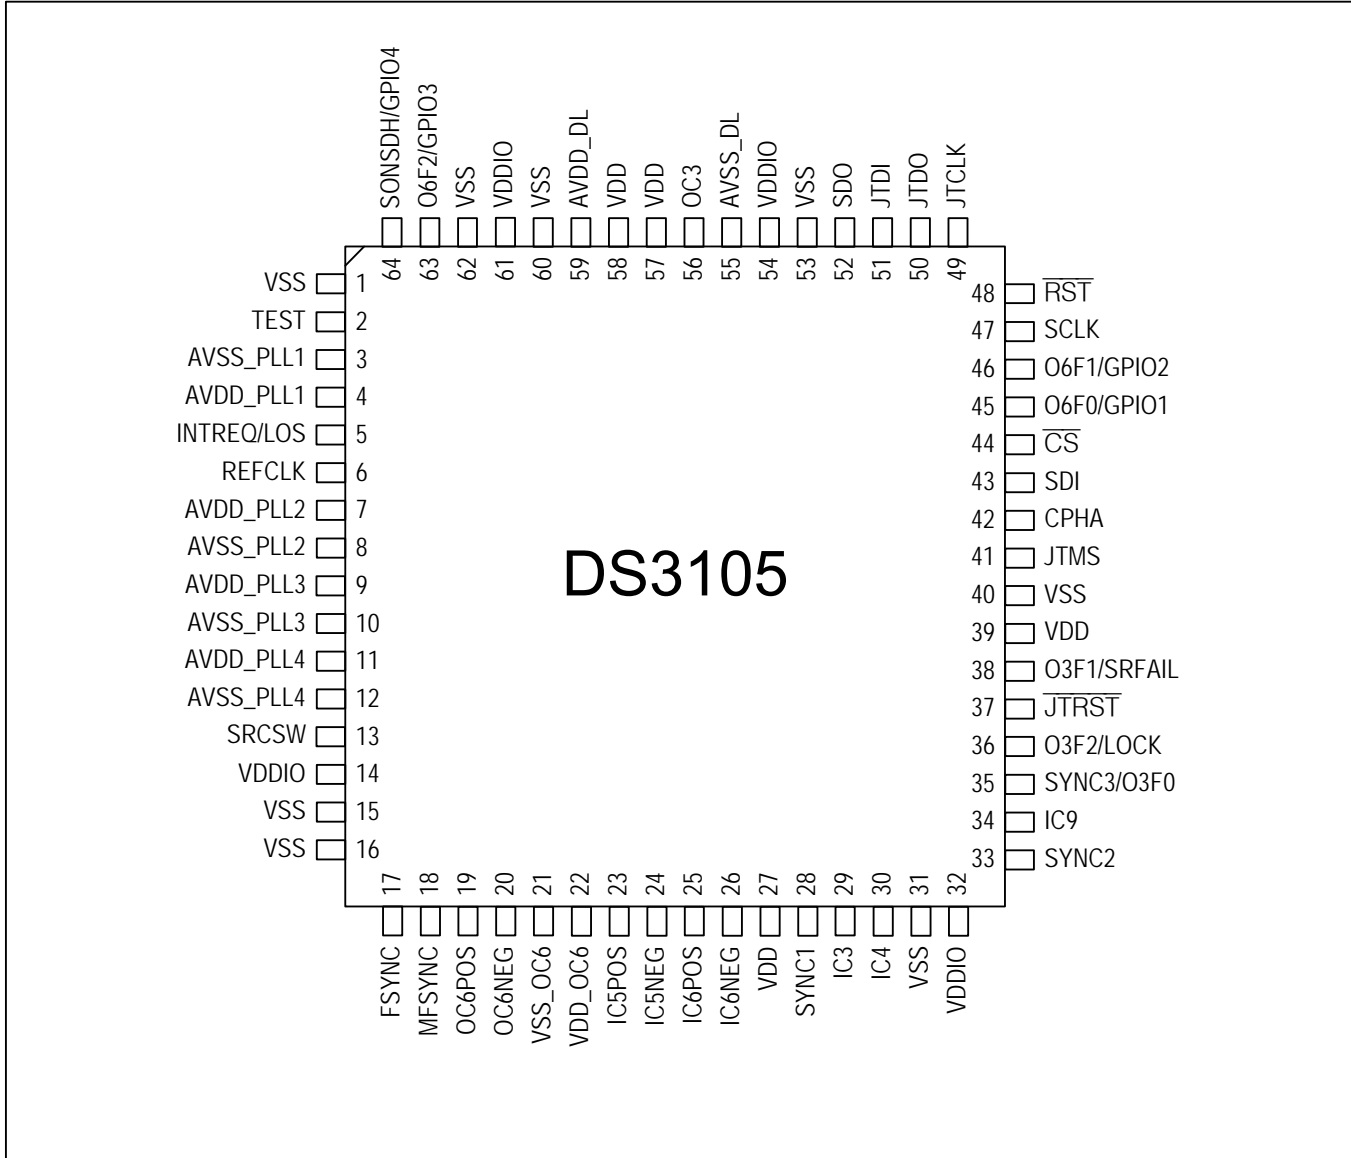 SONSDH/GPIO4
O6F2/GPIO3
VSS
VDDIO
VSS
AVDD_DL
VDD
VDD
OC3
AVSS_DL
VDDIO
VSS
SDO
JTDI
JTDO
JTCLK
64
63
62
61
60
59
58
57
56
55
54
53
52
51
50
49
VSS 1
TEST 2
AVSS_PLL1 3
AVDD_PLL1 4
INTREQ/LOS 5
REFCLK 6
AVDD_PLL2 7
AVSS_PLL2 8
AVDD_PLL3 9
AVSS_PLL3 10
AVDD_PLL4 11
AVSS_PLL4 12
SRCSW 13
VDDIO 14
VSS 15
VSS 16
DS3105
48 RST
47 SCLK
46 O6F1/GPIO2
45 O6F0/GPIO1
44 CS
43 SDI
42 CPHA
41 JTMS
40 VSS
39 VDD
38 O3F1/SRFAIL
37 JTRST
36 O3F2/LOCK
35 SYNC3/O3F0
34 IC9
33 SYNC2
17
18
19
20
21
22
23
24
25
26
27
28
29
30
31
32
FSYNC
MFSYNC
OC6POS
OC6NEG
VSS_OC6
VDD_OC6
IC5POS
IC5NEG
IC6POS
IC6NEG
VDD
SYNC1
IC3
IC4
VSS
VDDIO